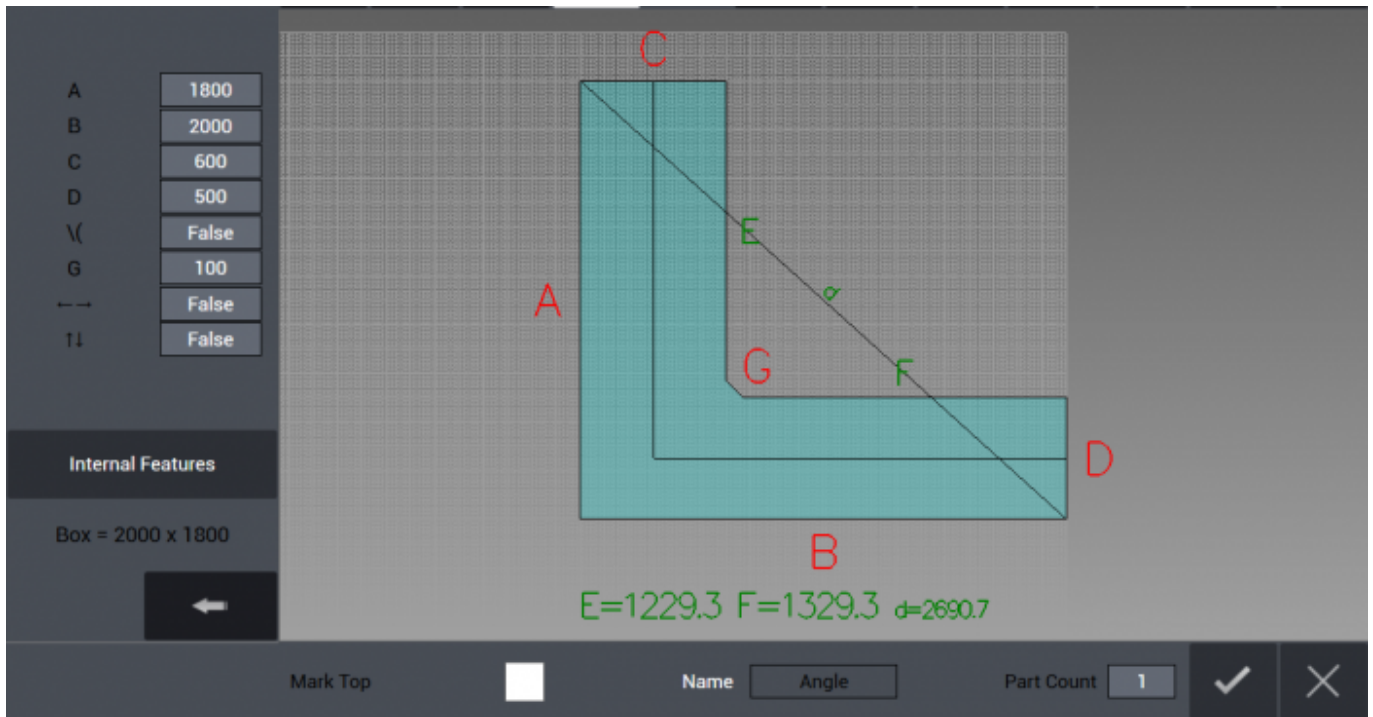 A 1800
B 2000
C 600
D 500
\( False
G 100
←→ False
↑↓ False
Internal Features
Box = 2000 x 1800
C
E
A
d
G
F
D
B
E=1229.3 F=1329.3 d=2690.7
Mark Top
Name Angle
Part Count 1